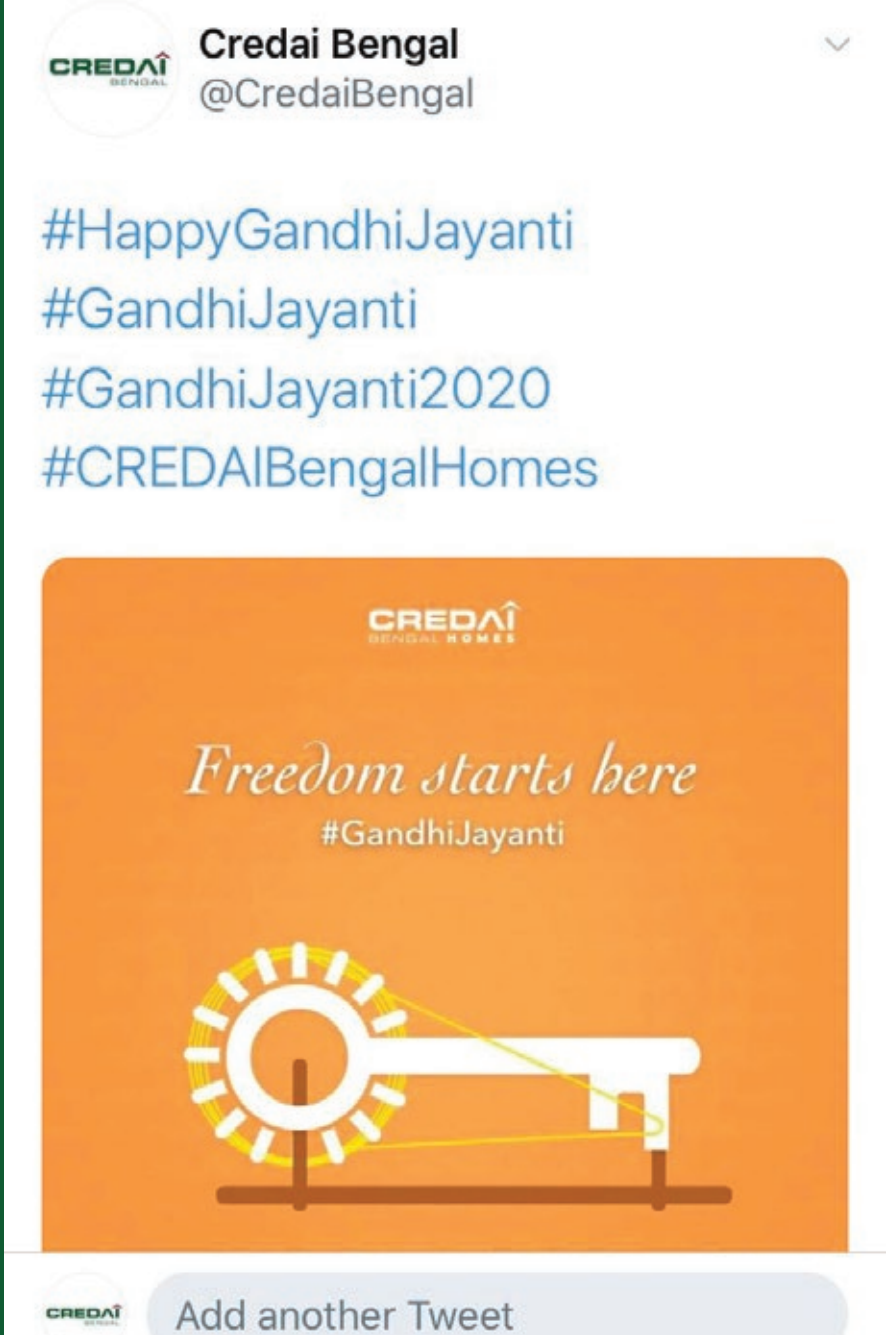 CREDAI
BENGAL
Credai Bengal
@CredaiBengal
#HappyGandhiJayanti
#GandhiJayanti
#GandhiJayanti2020
#CREDAIBengalHomes
CREDAI
BENGAL HOMES
Freedom starts here
#GandhiJayanti
CREDAI
BENGAL
Add another Tweet